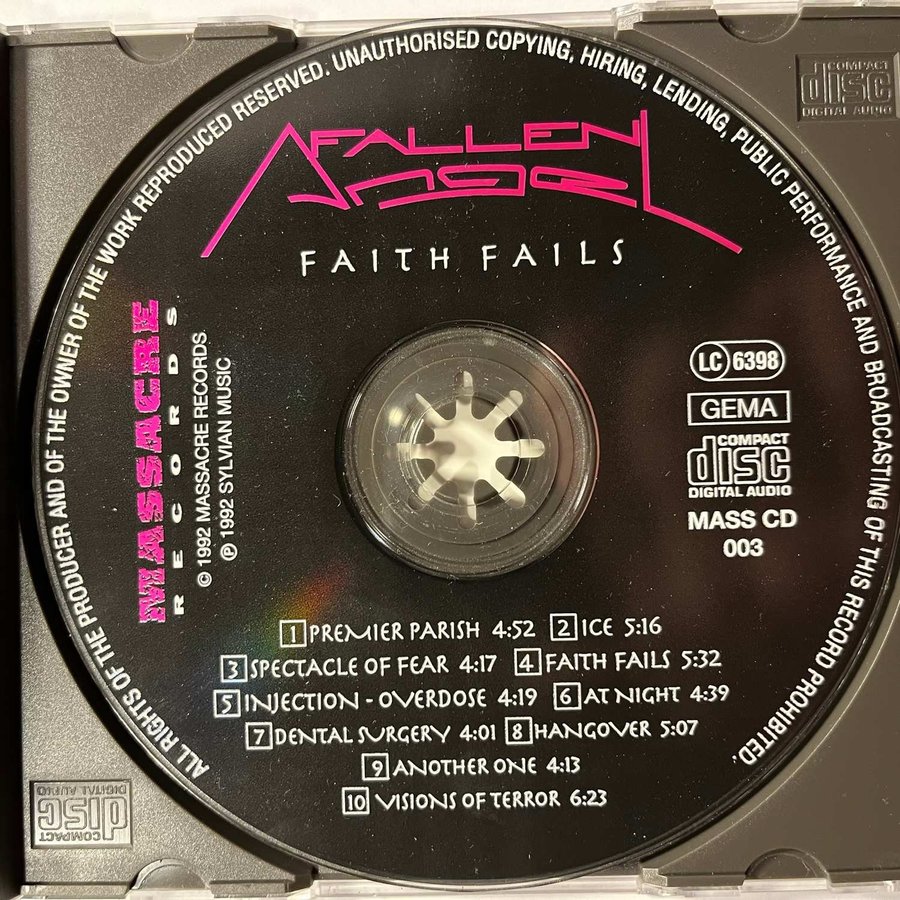 ALL RIGHTS OF THE PRODUCER AND OF THE OWNER OF THE WORK REPRODUCED RESERVED. UNAUTHORISED COPYING, HIRING, LENDING, PUBLIC PERFORMANCE AND BROADCASTING OF THIS RECORD PROHIBITED.
COMPACT
disc
DIGITAL AUDIO
FALLEN
ANGEL
FAITH FAILS
MASSACRE
RECORDS
© 1992 MASSACRE RECORDS
℗ 1992 SYLVIAN MUSIC
LC 6398
GEMA
COMPACT
disc
DIGITAL AUDIO
MASS CD
003
1 PREMIER PARISH 4:52 2 ICE 5:16
3 SPECTACLE OF FEAR 4:17 4 FAITH FAILS 5:32
5 INJECTION - OVERDOSE 4:19 6 AT NIGHT 4:39
7 DENTAL SURGERY 4:01 8 HANGOVER 5:07
9 ANOTHER ONE 4:13
10 VISIONS OF TERROR 6:23
COMPACT
disc
DIGITAL AUDIO